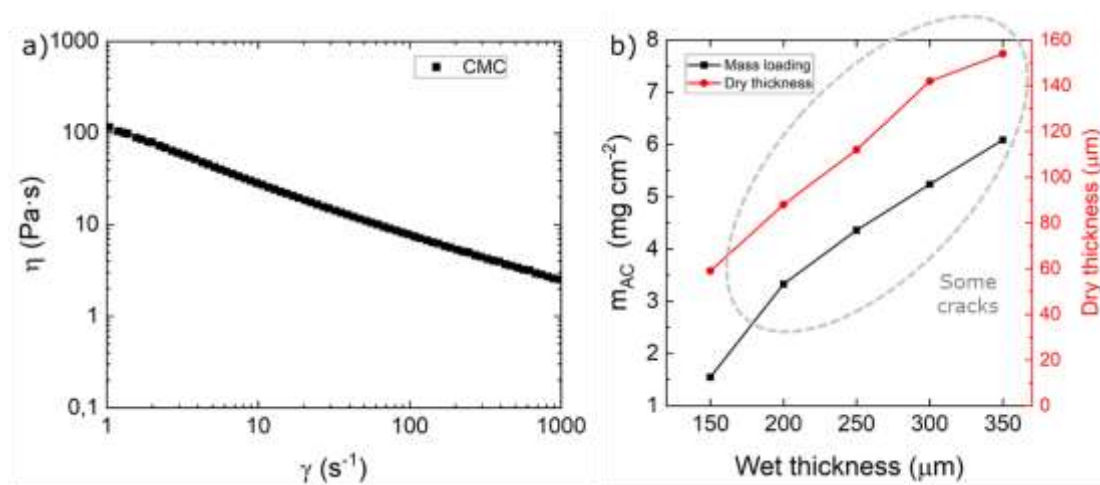 a)
CMC
1000
100
10
1
0,1
η (Pa·s)
1 10 100 1000
γ (s⁻¹)
b)
Mass loading
Dry thickness
8
7
6
5
4
3
2
1
m_AC (mg cm⁻²)
160
140
120
100
80
60
40
20
0
Dry thickness (μm)
Some
cracks
150 200 250 300 350
Wet thickness (μm)